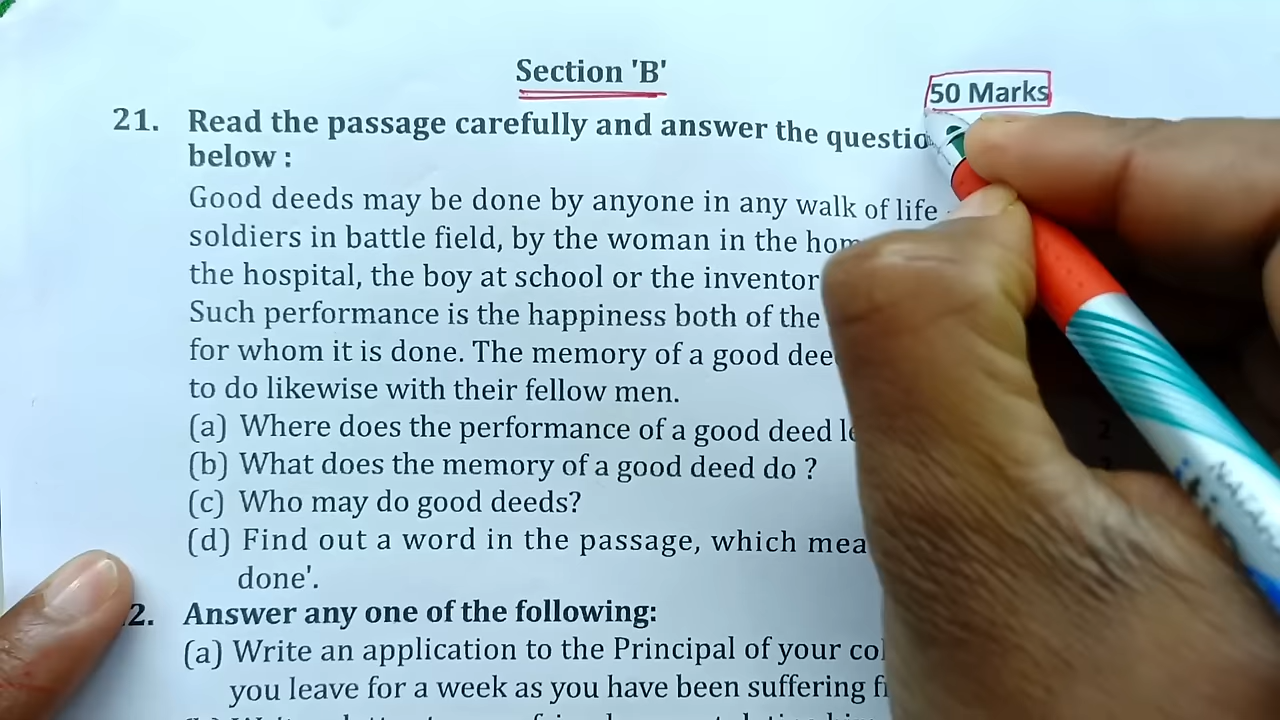 Section 'B'
50 Marks
21. Read the passage carefully and answer the questio
below :
Good deeds may be done by anyone in any walk of life
soldiers in battle field, by the woman in the hom
the hospital, the boy at school or the inventor
Such performance is the happiness both of the
for whom it is done. The memory of a good dee
to do likewise with their fellow men.
(a) Where does the performance of a good deed le
2
(b) What does the memory of a good deed do ?
(c) Who may do good deeds?
(d) Find out a word in the passage, which mea
done'.
2. Answer any one of the following:
(a) Write an application to the Principal of your col
you leave for a week as you have been suffering f